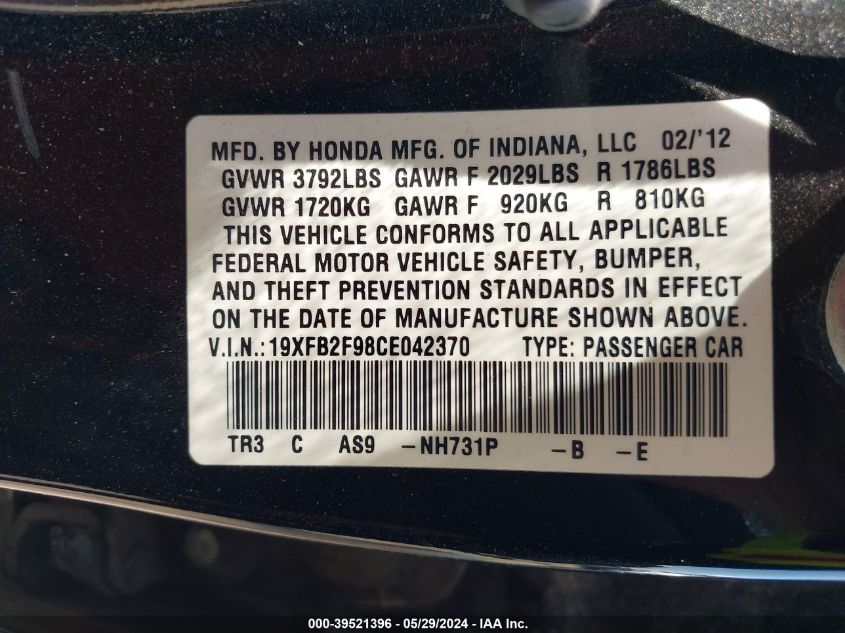 MFD. BY HONDA MFG. OF INDIANA, LLC 02/'12
GVWR 3792LBS GAWR F 2029LBS R 1786LBS
GVWR 1720KG GAWR F 920KG R 810KG
THIS VEHICLE CONFORMS TO ALL APPLICABLE
FEDERAL MOTOR VEHICLE SAFETY, BUMPER,
AND THEFT PREVENTION STANDARDS IN EFFECT
ON THE DATE OF MANUFACTURE SHOWN ABOVE.
V.I.N.:19XFB2F98CE042370 TYPE: PASSENGER CAR
TR3 C AS9 -NH731P -B -E
000-39521396 - 05/29/2024 - IAA Inc.